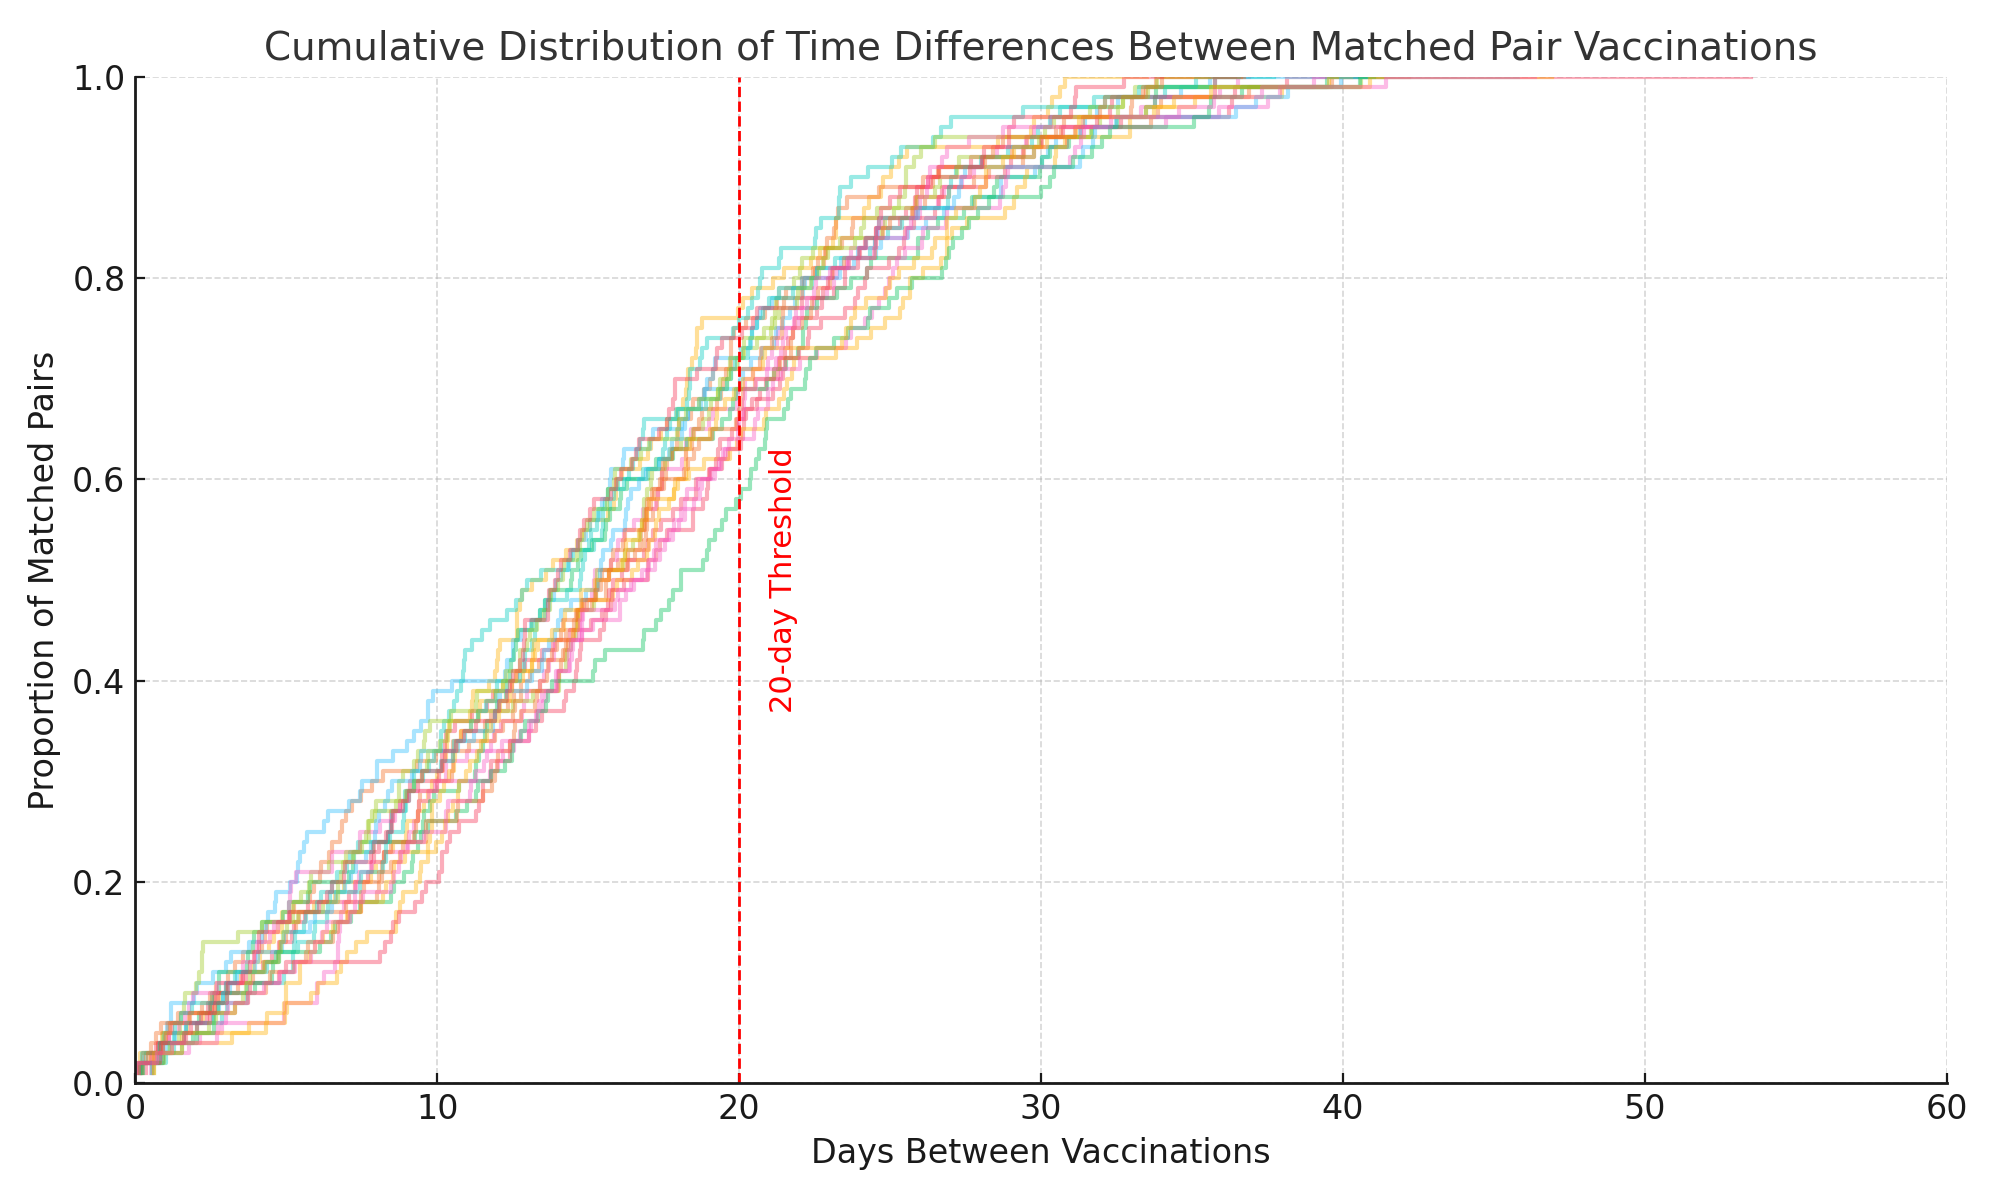 Cumulative Distribution of Time Differences Between Matched Pair Vaccinations
Proportion of Matched Pairs
1.0
0.8
0.6
0.4
0.2
0.0
20-day Threshold
0 10 20 30 40 50 60
Days Between Vaccinations